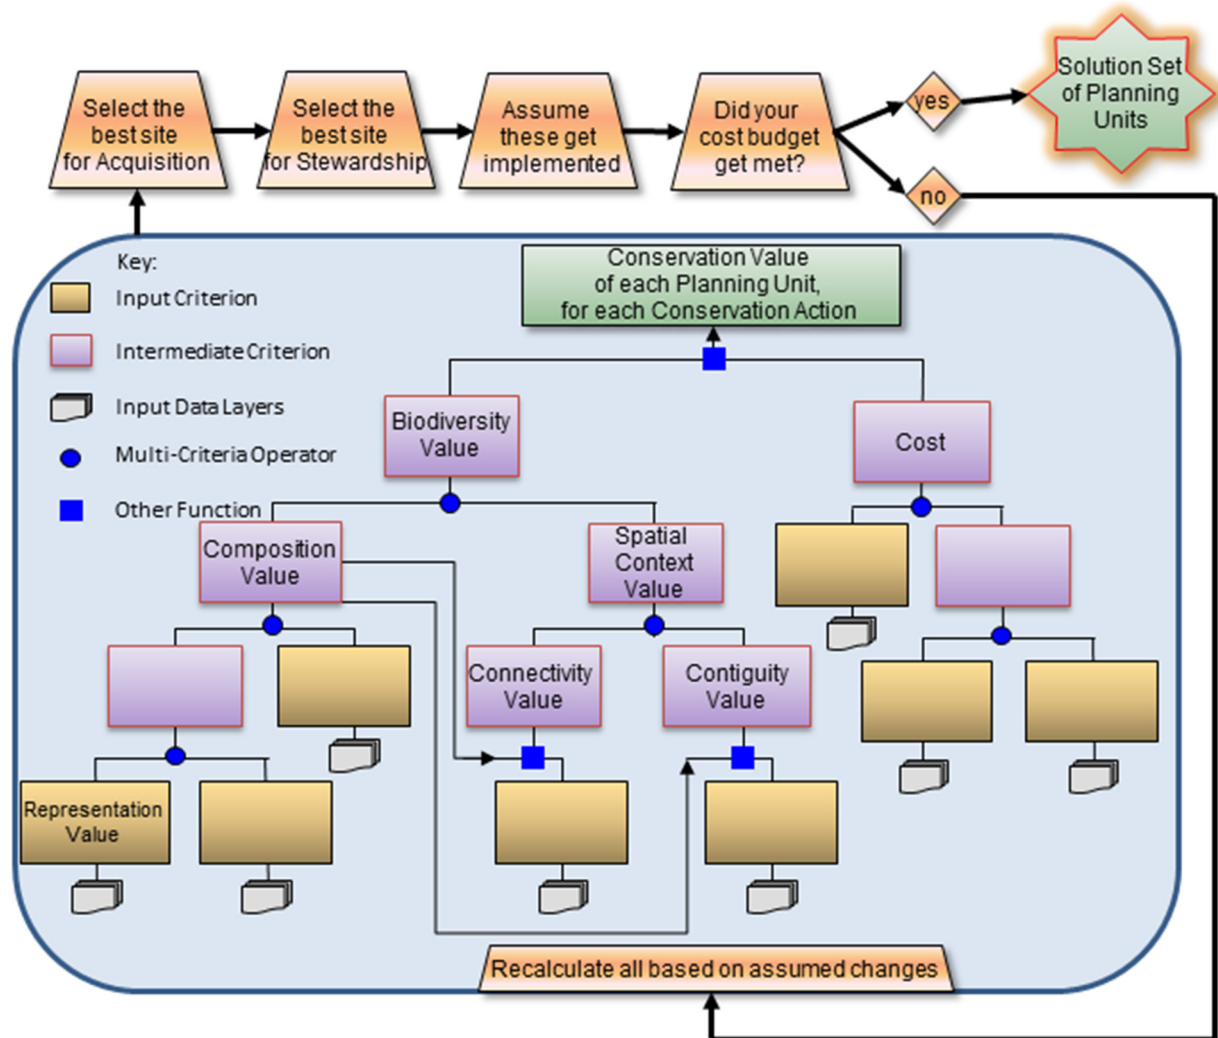 Select the
best site
for Acquisition
Select the
best site
for Stewardship
Assume
these get
implemented
Did your
cost budget
get met?
yes
no
Solution Set
of Planning
Units
Key:
Input Criterion
Intermediate Criterion
Input Data Layers
Multi-Criteria Operator
Other Function
Conservation Value
of each Planning Unit,
for each Conservation Action
Biodiversity
Value
Cost
Composition
Value
Spatial
Context
Value
Connectivity
Value
Contiguity
Value
Representation
Value
Recalculate all based on assumed changes